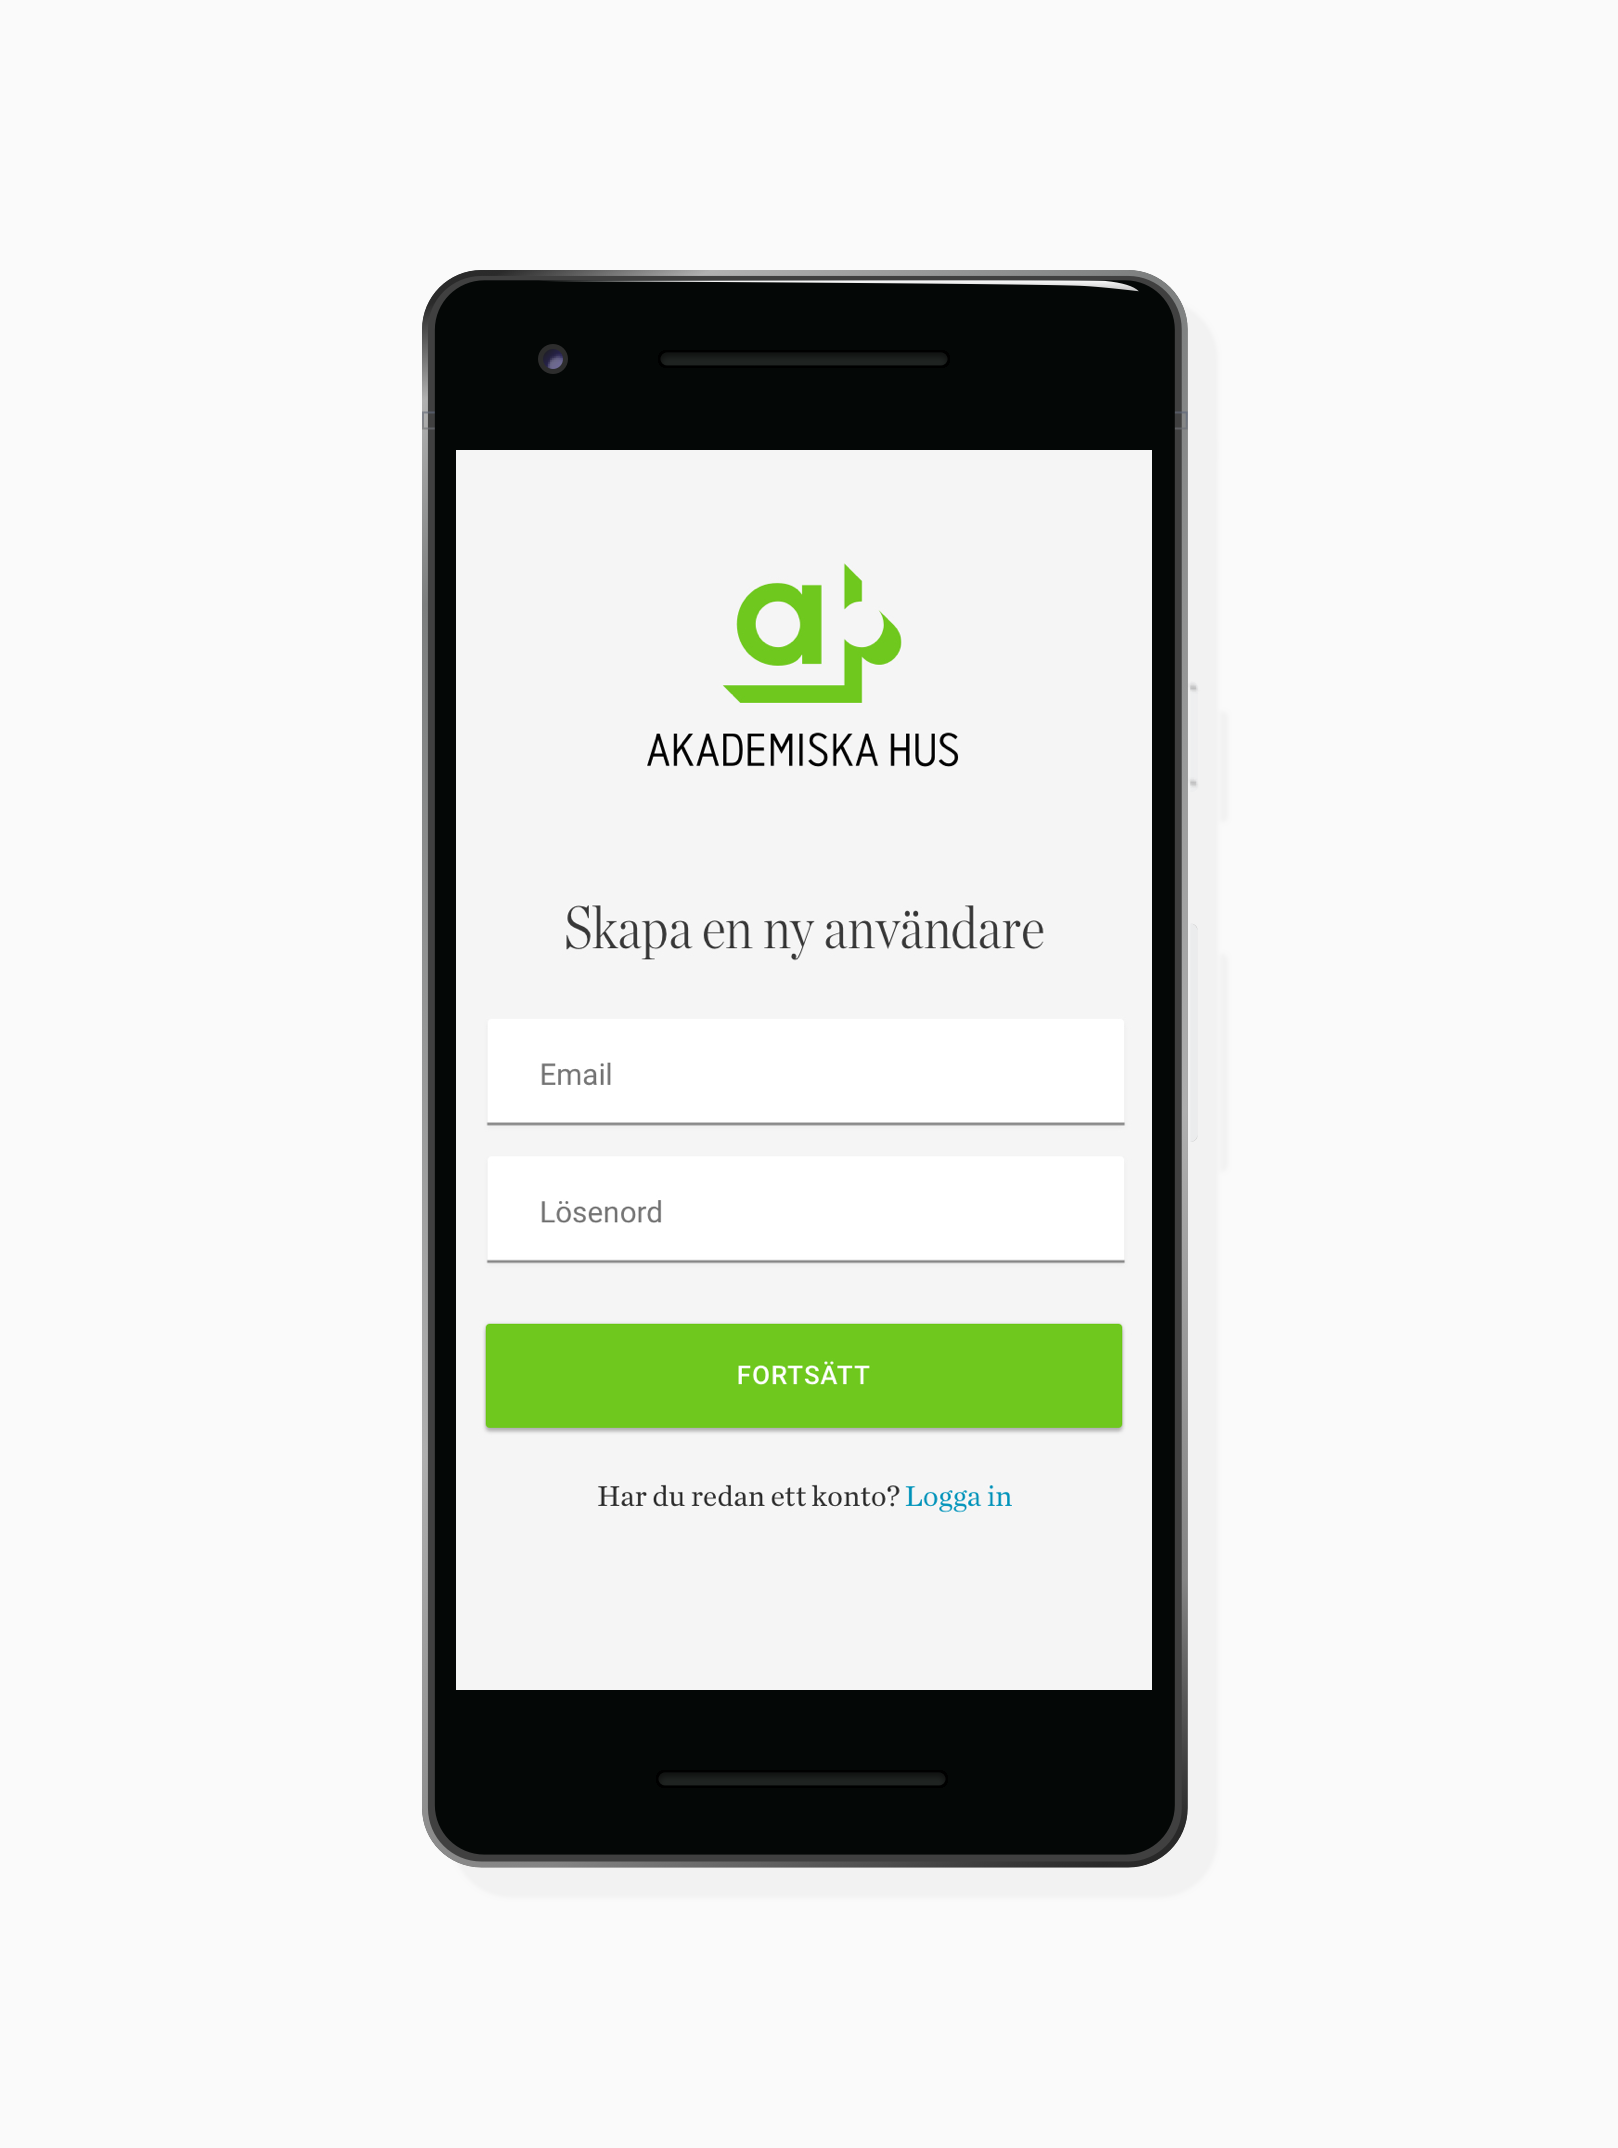 AKADEMISKA HUS
Skapa en ny användare
Email
Lösenord
FORTSÄTT
Har du redan ett konto? Logga in